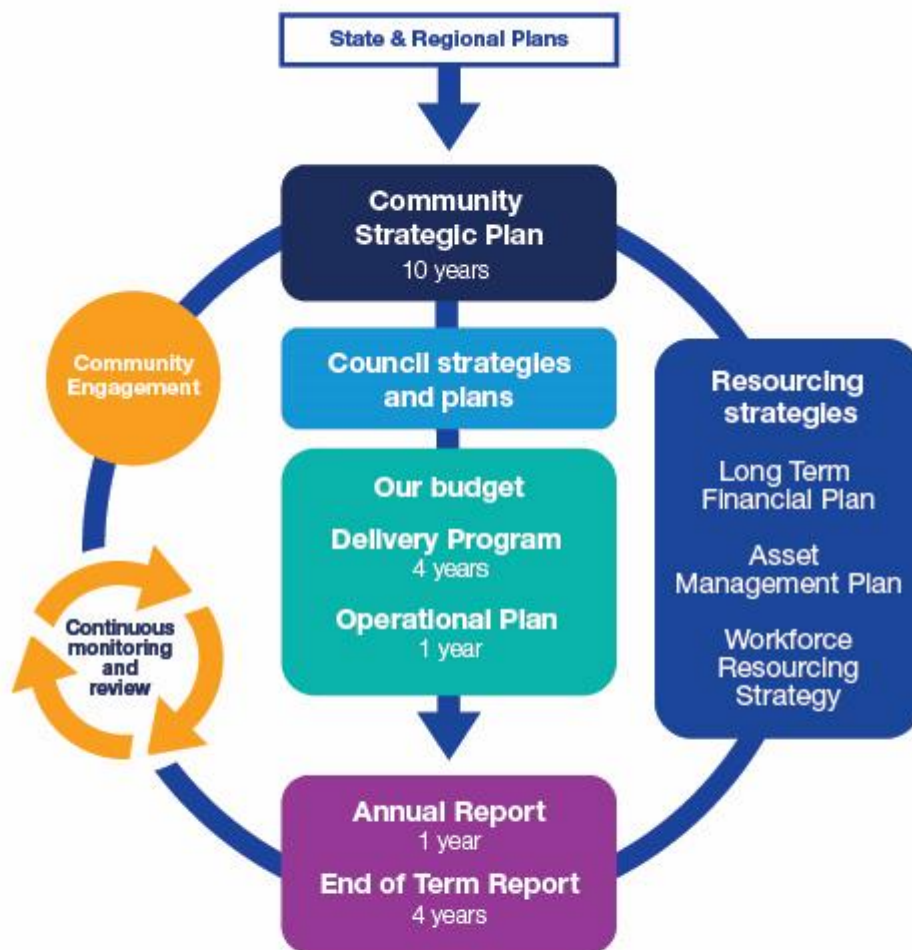 State & Regional Plans
Community
Strategic Plan
10 years
Community
Engagement
Council strategies
and plans
Resourcing
strategies
Long Term
Financial Plan
Asset
Management Plan
Workforce
Resourcing
Strategy
Our budget
Delivery Program
4 years
Operational Plan
1 year
Continuous
monitoring
and
review
Annual Report
1 year
End of Term Report
4 years